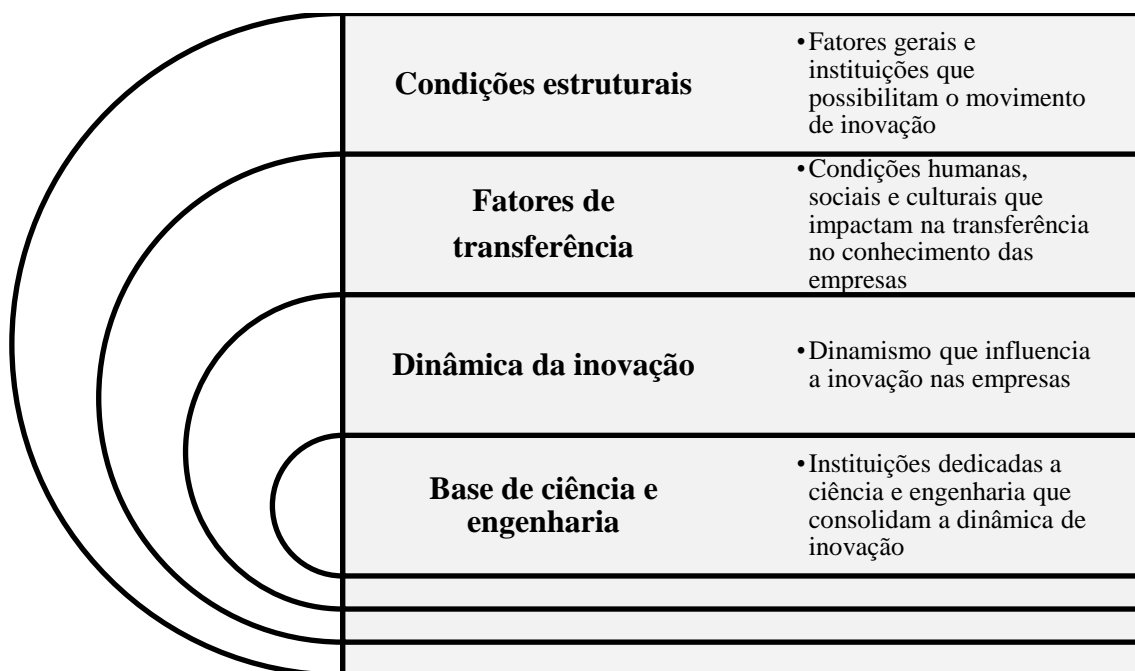 Condições estruturais
•Fatores gerais e
instituições que
possibilitam o movimento
de inovação
Fatores de
transferência
•Condições humanas,
sociais e culturais que
impactam na transferência
no conhecimento das
empresas
Dinâmica da inovação
•Dinamismo que influencia
a inovação nas empresas
Base de ciência e
engenharia
•Instituições dedicadas a
ciência e engenharia que
consolidam a dinâmica de
inovação